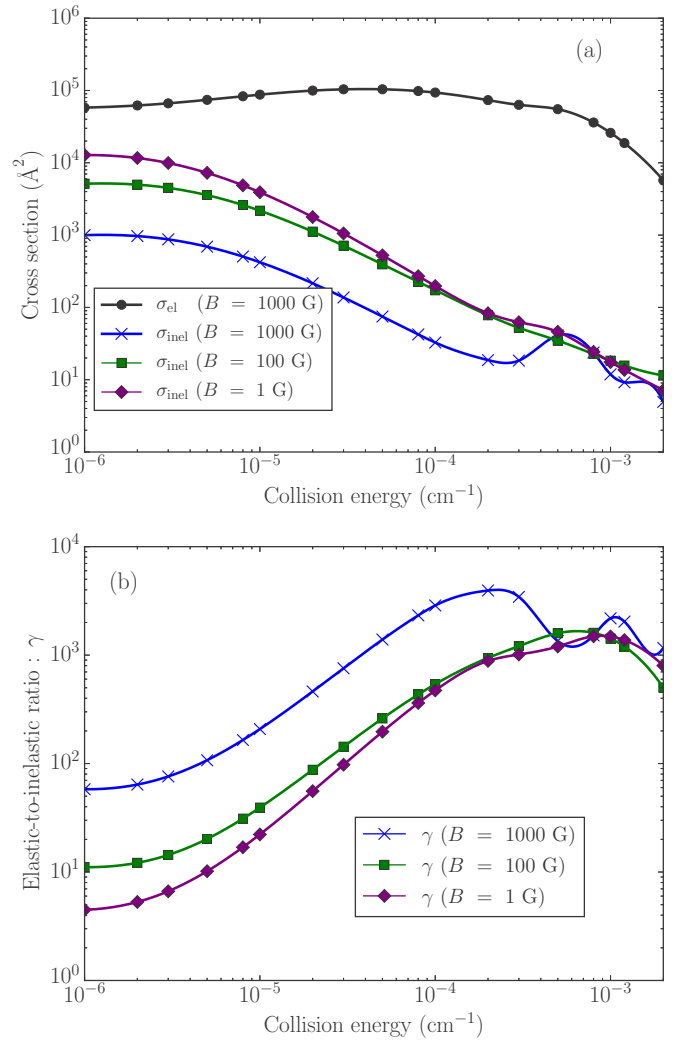 10^6
(a)
10^5
10^4
10^3
10^2
10^1
10^0
Cross section (Å^2)
σ_el (B = 1000 G)
σ_inel (B = 1000 G)
σ_inel (B = 100 G)
σ_inel (B = 1 G)
10^−6 10^−5 10^−4 10^−3
Collision energy (cm^−1)
10^4
(b)
10^3
10^2
10^1
10^0
Elastic-to-inelastic ratio : γ
γ (B = 1000 G)
γ (B = 100 G)
γ (B = 1 G)
10^−6 10^−5 10^−4 10^−3
Collision energy (cm^−1)